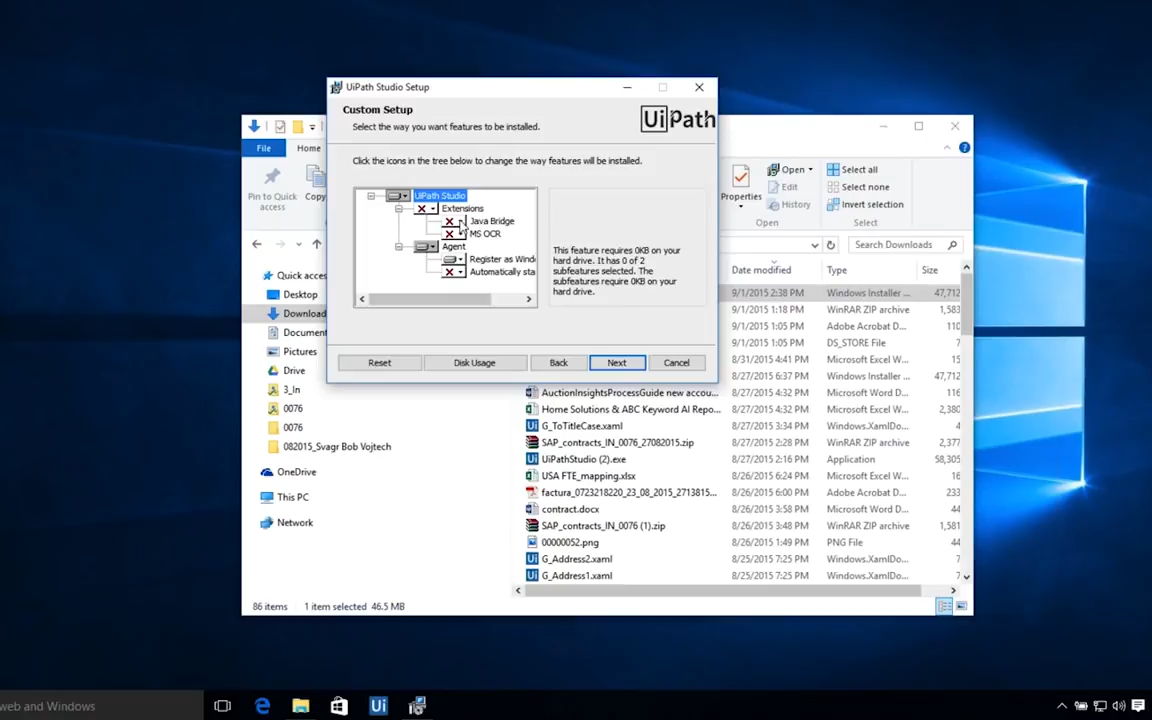 UiPath Studio Setup
Custom Setup
Select the way you want features to be installed.
UiPath
Click the icons in the tree below to change the way features will be installed.
UiPath Studio
Extensions
Java Bridge
MS OCR
Agent
Register as Wind
Automatically sta
This feature requires 0KB on your
hard drive. It has 0 of 2
subfeatures selected. The
subfeatures require 0KB on your
hard drive.
Reset
Disk Usage
Back
Next
Cancel
File
Home
Pin to Quick
access
Copy
Properties
Open
Edit
History
Open
Select all
Select none
Invert selection
Select
Search Downloads
Date modified
Type
Size
Quick acces
Desktop
Download
Document
Pictures
Drive
3_In
0076
0076
082015_Svagr Bob Vojtech
OneDrive
This PC
Network
9/1/2015 2:38 PM Windows Installer ... 47,712
9/1/2015 1:18 PM WinRAR ZIP archive 1,583
9/1/2015 1:05 PM Adobe Acrobat D... 110
9/1/2015 1:05 PM DS_STORE File
8/31/2015 4:41 PM Microsoft Excel W... 15
8/27/2015 6:37 PM Windows Installer ... 47,712
AuctionInsightsProcessGuide new accou... 8/27/2015 4:32 PM Microsoft Word D... 116
Home Solutions & ABC Keyword AI Repo... 8/27/2015 4:32 PM Microsoft Excel W... 2,380
G_ToTitleCase.xaml 8/27/2015 3:34 PM Windows.XamlDo...
SAP_contracts_IN_0076_27082015.zip 8/27/2015 2:28 PM WinRAR ZIP archive 2,377
UiPathStudio (2).exe 8/27/2015 2:16 PM Application 58,305
USA FTE_mapping.xlsx 8/26/2015 6:24 PM Microsoft Excel W... 9
factura_0723218220_23_08_2015_2713815... 8/26/2015 6:00 PM Adobe Acrobat D... 233
contract.docx 8/26/2015 3:58 PM Microsoft Word D... 44
SAP_contracts_IN_0076 (1).zip 8/26/2015 3:48 PM WinRAR ZIP archive 1,581
00000052.png 8/26/2015 1:49 PM PNG File 44
G_Address2.xaml 8/25/2015 7:25 PM Windows.XamlDo... 7
G_Address1.xaml 8/25/2015 7:25 PM Windows.XamlDo... 7
86 items 1 item selected 46.5 MB
web and Windows
Ui